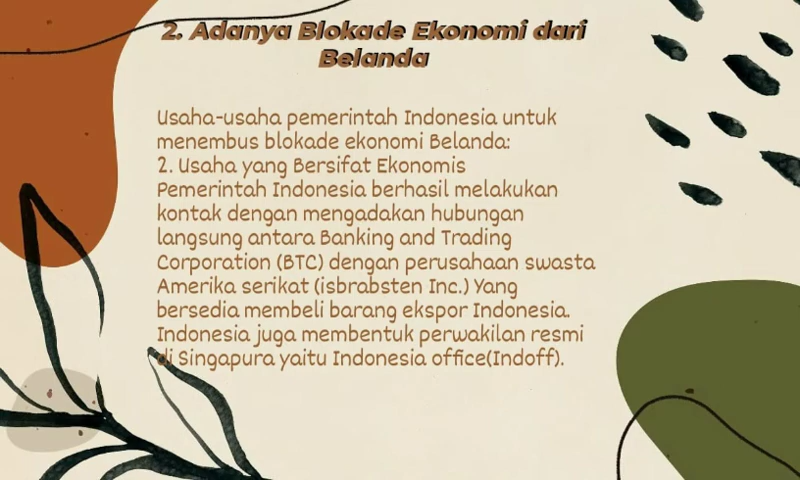 2. Adanya Blokade Ekonomi dari
Belanda
Usaha-usaha pemerintah Indonesia untuk
menembus blokade ekonomi Belanda:
2. Usaha yang Bersifat Ekonomis
Pemerintah Indonesia berhasil melakukan
kontak dengan mengadakan hubungan
langsung antara Banking and Trading
Corporation (BTC) dengan perusahaan swasta
Amerika serikat (isbrabsten Inc.) Yang
bersedia membeli barang ekspor Indonesia.
Indonesia juga membentuk perwakilan resmi
di Singapura yaitu Indonesia office(Indoff).